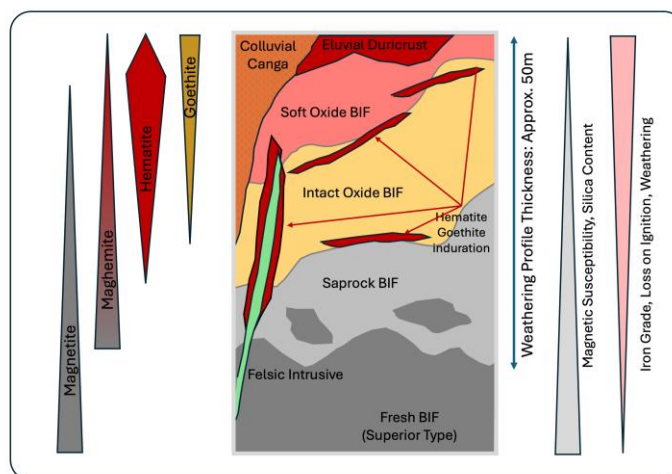 Magnetite
Maghemite
Hematite
Goethite
Colluvial
Canga
Eluvial Duricrust
Soft Oxide BIF
Intact Oxide BIF
Hematite
Goethite
Induration
Saprock BIF
Felsic Intrusive
Fresh BIF
(Superior Type)
Weathering Profile Thickness: Approx. 50m
Magnetic Susceptibility, Silica Content
Iron Grade, Loss on Ignition, Weathering